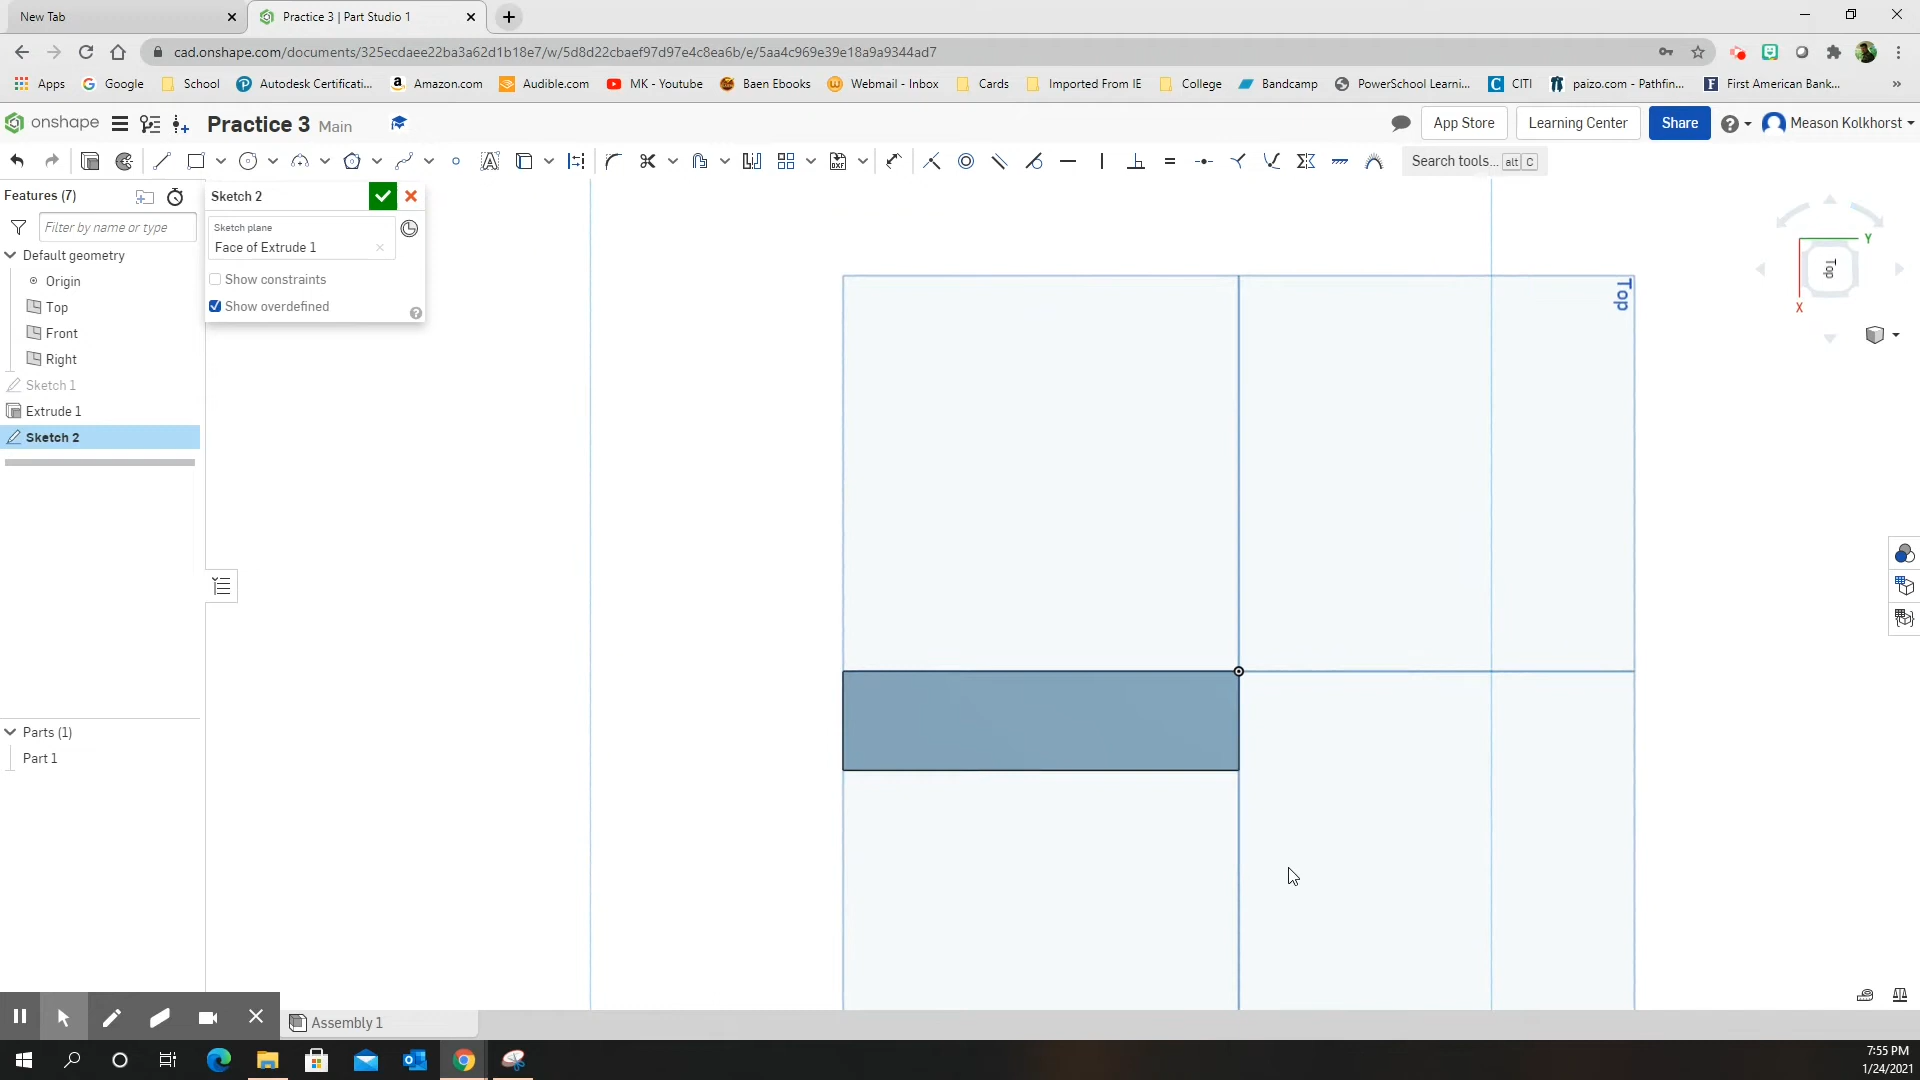 New Tab
Practice 3 | Part Studio 1
cad.onshape.com/documents/325ecdaee22ba3a62d1b18e7/w/5d8d22cbaef97d97e4c8ea6b/e/5aa4c969e39e18a9a9344ad7
Apps Google School Autodesk Certificati... Amazon.com Audible.com MK - Youtube Baen Ebooks Webmail - Inbox Cards Imported From IE College Bandcamp PowerSchool Learni... CITI paizo.com - Pathfin... First American Bank... »
onshape Practice 3 Main App Store Learning Center Share Meason Kolkhorst
Search tools... alt C
Features (7)
Filter by name or type
Default geometry
Origin
Top
Front
Right
Sketch 1
Extrude 1
Sketch 2
Sketch 2
Sketch plane
Face of Extrude 1
Show constraints
Show overdefined
Top
Y
Top
X
Parts (1)
Part 1
Assembly 1
7:55 PM
1/24/2021